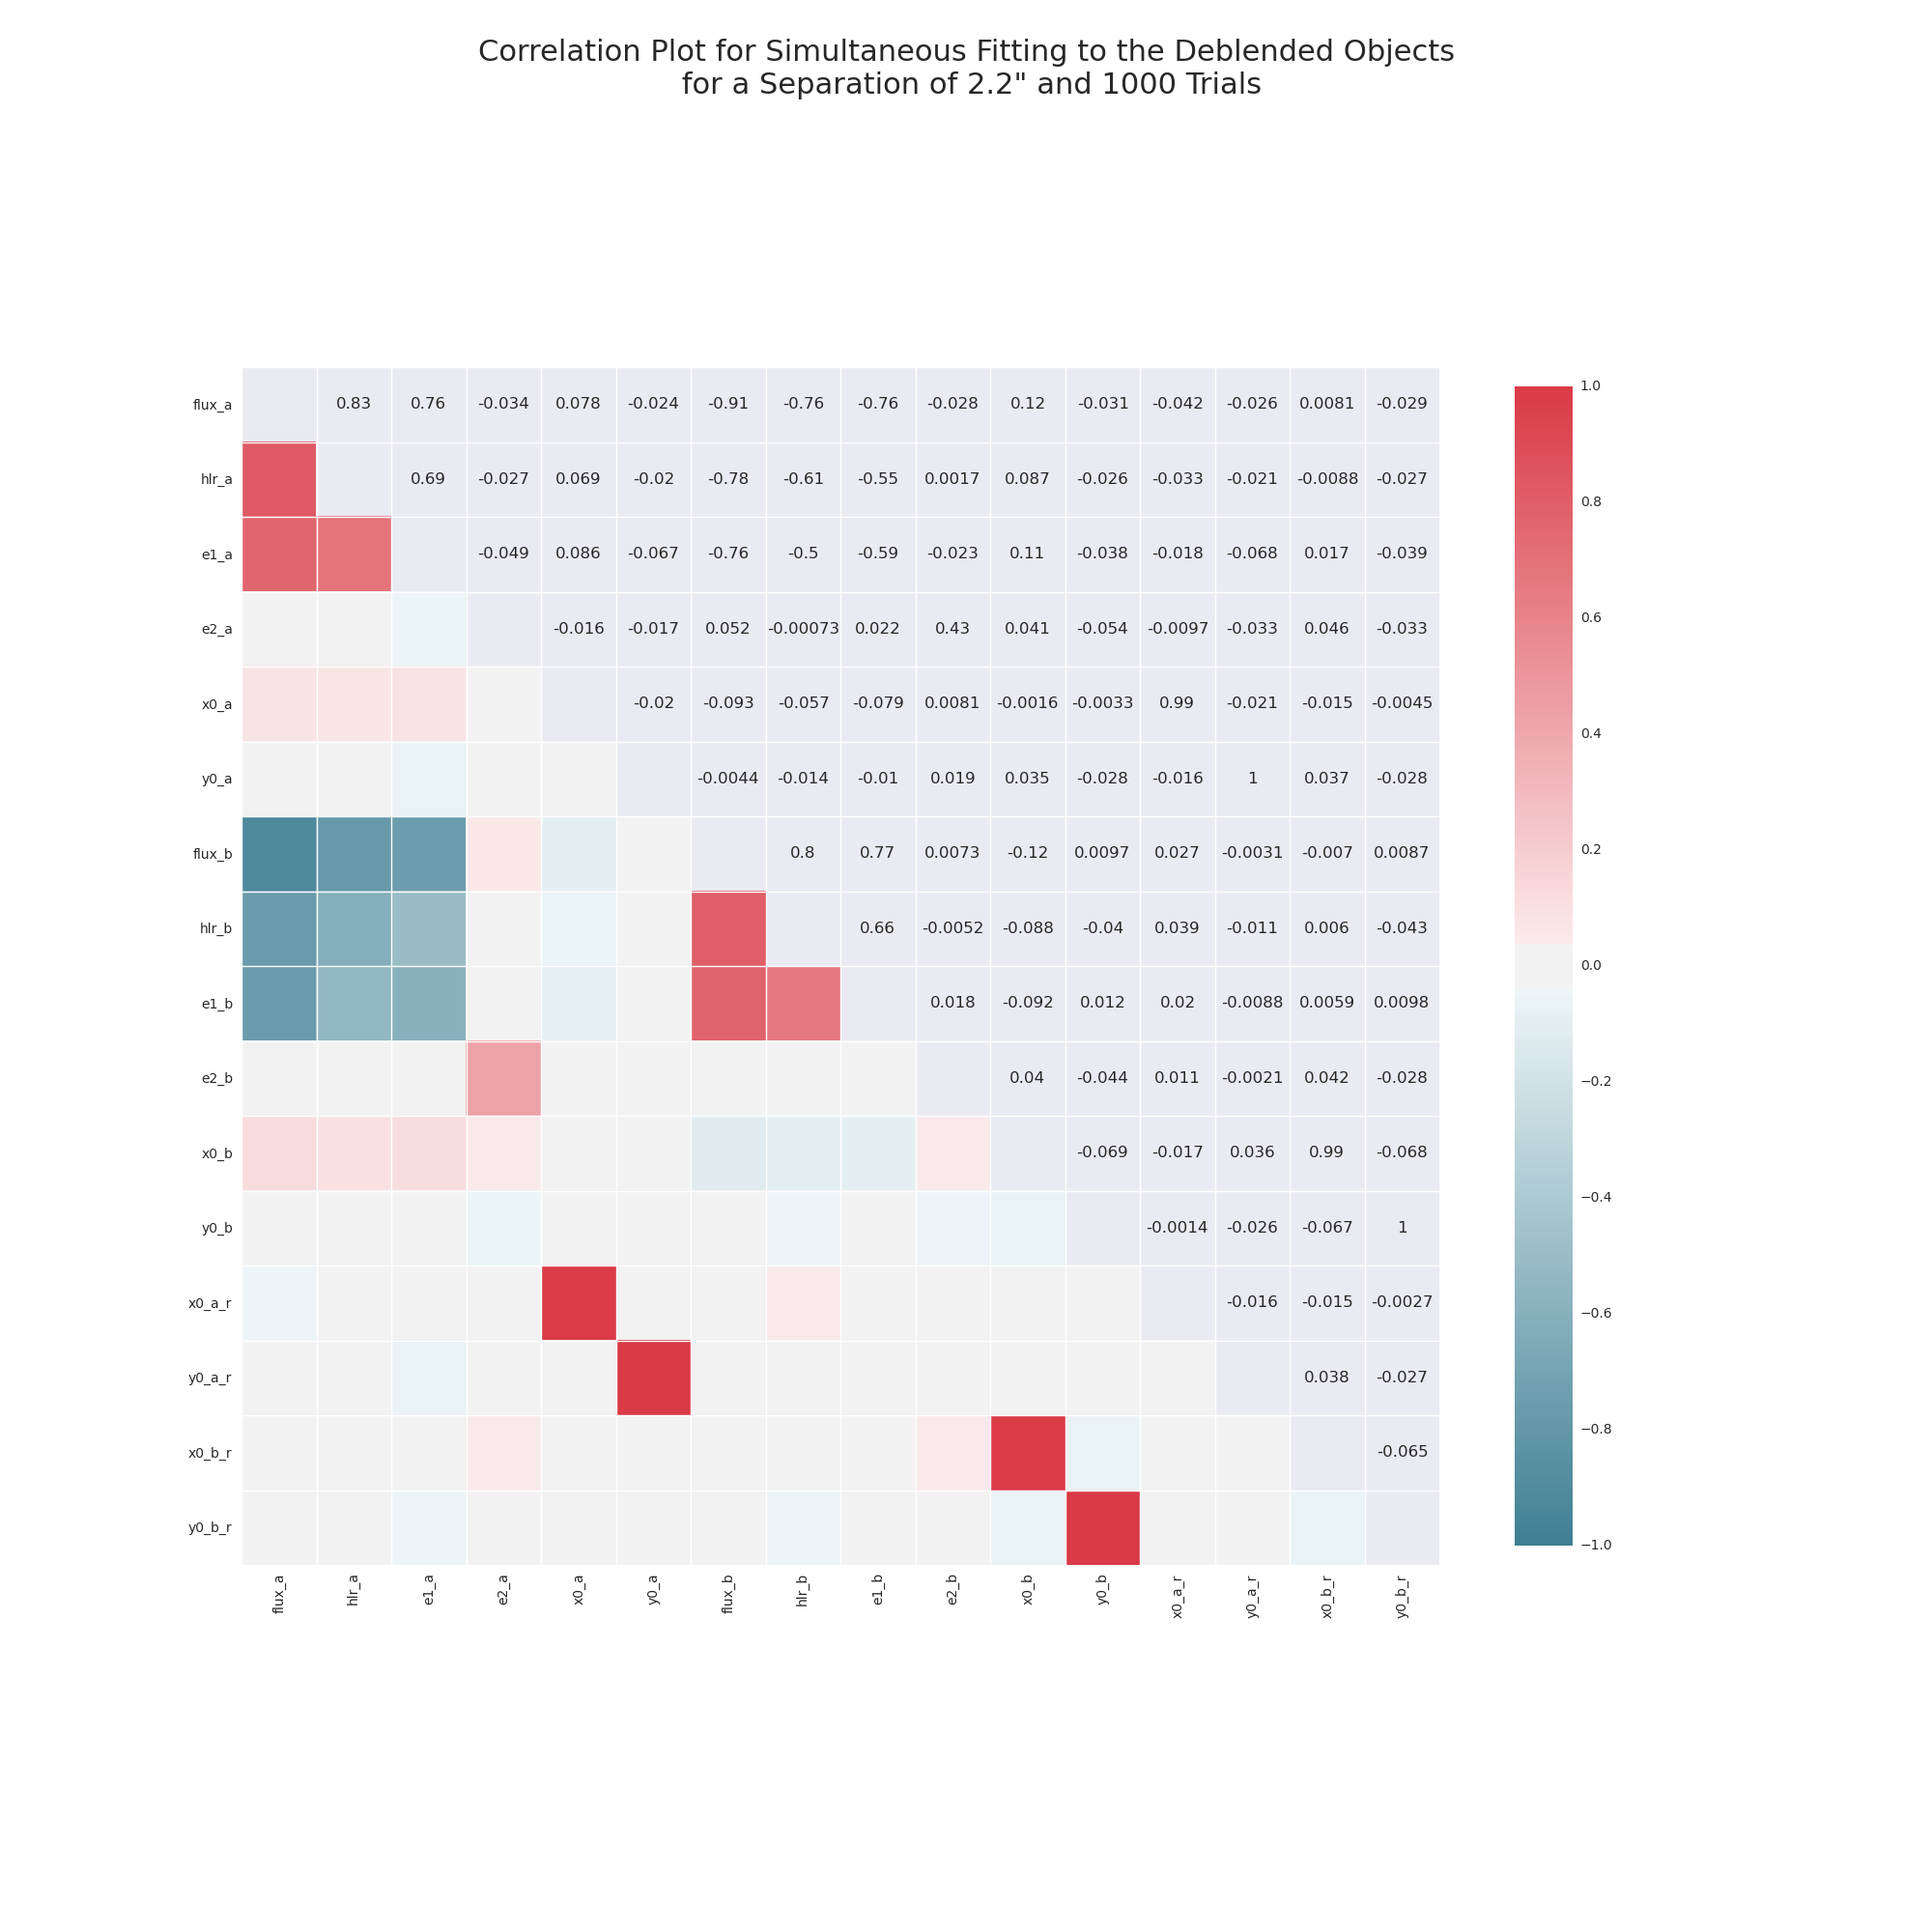 Correlation Plot for Simultaneous Fitting to the Deblended Objects
for a Separation of 2.2" and 1000 Trials
flux_a 0.83 0.76 -0.034 0.078 -0.024 -0.91 -0.76 -0.76 -0.028 0.12 -0.031 -0.042 -0.026 0.0081 -0.029
hlr_a 0.69 -0.027 0.069 -0.02 -0.78 -0.61 -0.55 0.0017 0.087 -0.026 -0.033 -0.021 -0.0088 -0.027
e1_a -0.049 0.086 -0.067 -0.76 -0.5 -0.59 -0.023 0.11 -0.038 -0.018 -0.068 0.017 -0.039
e2_a -0.016 -0.017 0.052 -0.00073 0.022 0.43 0.041 -0.054 -0.0097 -0.033 0.046 -0.033
x0_a -0.02 -0.093 -0.057 -0.079 0.0081 -0.0016 -0.0033 0.99 -0.021 -0.015 -0.0045
y0_a -0.0044 -0.014 -0.01 0.019 0.035 -0.028 -0.016 1 0.037 -0.028
flux_b 0.8 0.77 0.0073 -0.12 0.0097 0.027 -0.0031 -0.007 0.0087
hlr_b 0.66 -0.0052 -0.088 -0.04 0.039 -0.011 0.006 -0.043
e1_b 0.018 -0.092 0.012 0.02 -0.0088 0.0059 0.0098
e2_b 0.04 -0.044 0.011 -0.0021 0.042 -0.028
x0_b -0.069 -0.017 0.036 0.99 -0.068
y0_b -0.0014 -0.026 -0.067 1
x0_a_r -0.016 -0.015 -0.0027
y0_a_r 0.038 -0.027
x0_b_r -0.065
y0_b_r
flux_a hlr_a e1_a e2_a x0_a y0_a flux_b hlr_b e1_b e2_b x0_b y0_b x0_a_r y0_a_r x0_b_r y0_b_r
1.0
0.8
0.6
0.4
0.2
0.0
−0.2
−0.4
−0.6
−0.8
−1.0